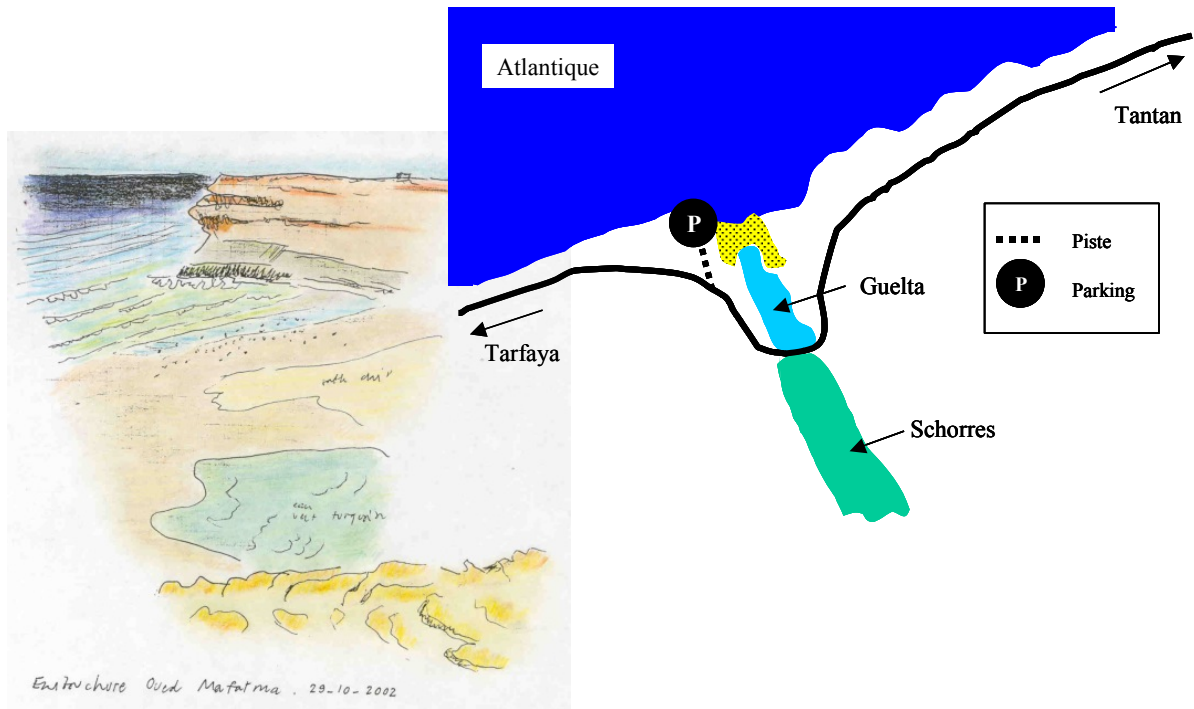 Atlantique
Tantan
P
Piste
P
Parking
Guelta
Tarfaya
Schorres
eau
vert turquoise
Embouchure Oued Mafatma . 29-10-2002